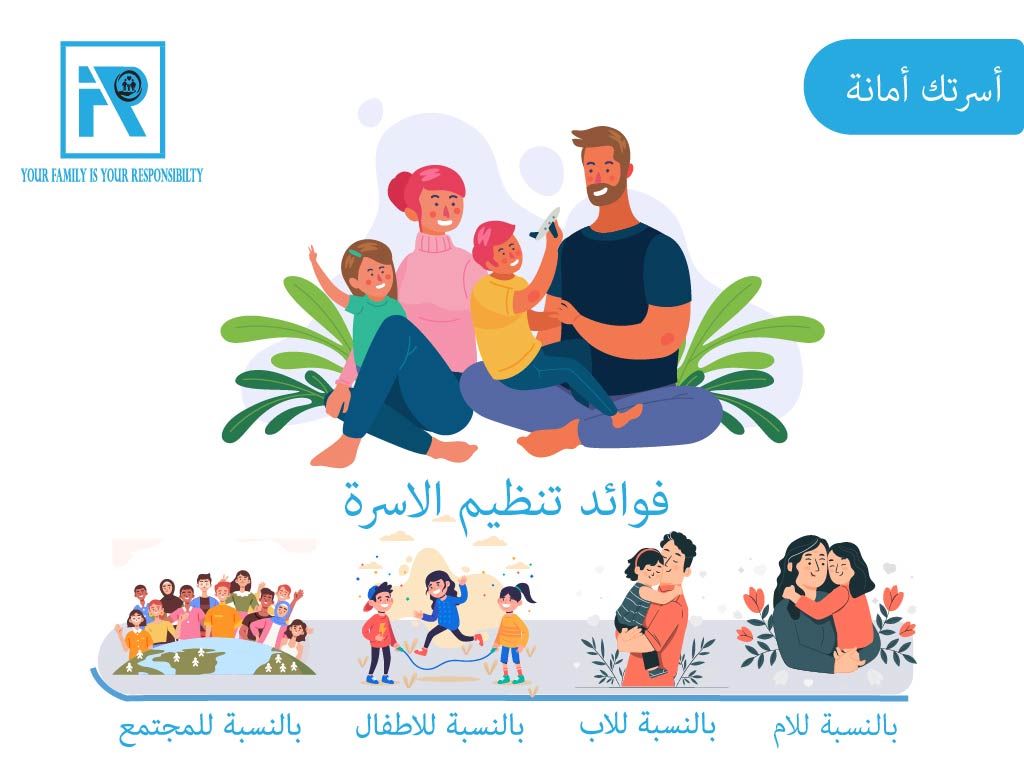 أسرتك أمانة
YOUR FAMILY IS YOUR RESPONSIBILTY
فوائد تنظيم الاسرة
بالنسبة للام
بالنسبة للاب
بالنسبة للاطفال
بالنسبة للمجتمع